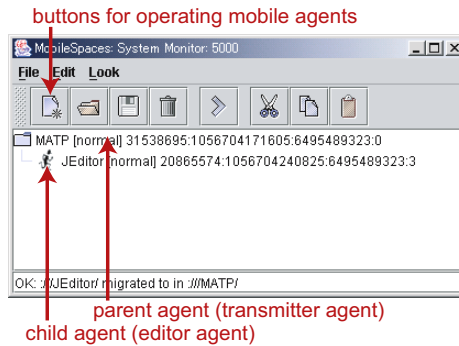 buttons for operating mobile agents
MobileSpaces: System Monitor: 5000
File Edit Look
MATP [normal] 31538695:1056704171605:6495489323:0
JEditor [normal] 20865574:1056704240825:6495489323:3
OK: :///JEditor/ migrated to in :///MATP/
parent agent (transmitter agent)
child agent (editor agent)